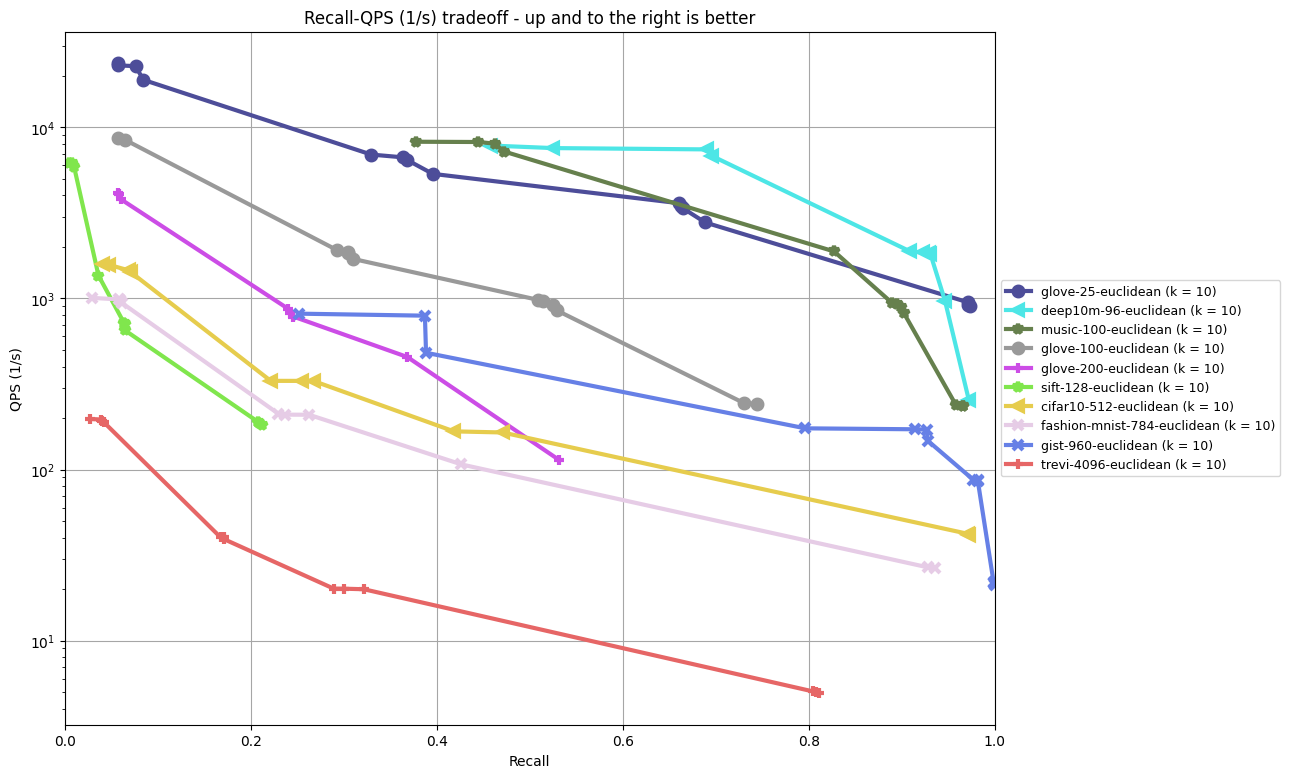 Recall-QPS (1/s) tradeoff - up and to the right is better
QPS (1/s)
10^4
10^3
10^2
10^1
0.0 0.2 0.4 0.6 0.8 1.0
Recall
glove-25-euclidean (k = 10)
deep10m-96-euclidean (k = 10)
music-100-euclidean (k = 10)
glove-100-euclidean (k = 10)
glove-200-euclidean (k = 10)
sift-128-euclidean (k = 10)
cifar10-512-euclidean (k = 10)
fashion-mnist-784-euclidean (k = 10)
gist-960-euclidean (k = 10)
trevi-4096-euclidean (k = 10)